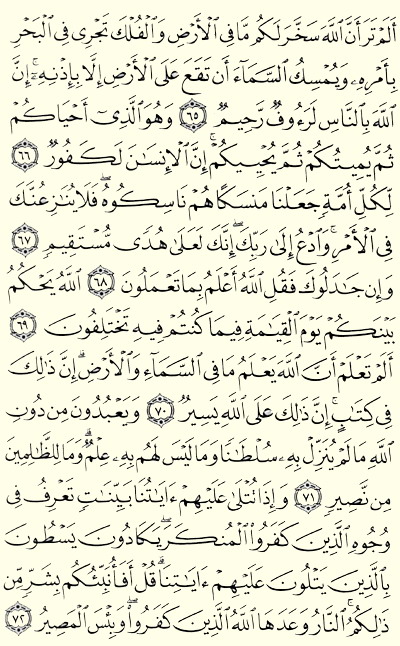 أَلَمْ تَرَ أَنَّ ٱللَّهَ سَخَّرَ لَكُم مَّا فِى ٱلْأَرْضِ وَٱلْفُلْكَ تَجْرِى فِى ٱلْبَحْرِ
بِأَمْرِهِۦ وَيُمْسِكُ ٱلسَّمَآءَ أَن تَقَعَ عَلَى ٱلْأَرْضِ إِلَّا بِإِذْنِهِۦٓ ۗ إِنَّ
ٱللَّهَ بِٱلنَّاسِ لَرَءُوفٌ رَّحِيمٌ ٦٥ وَهُوَ ٱلَّذِىٓ أَحْيَاكُمْ
ثُمَّ يُمِيتُكُمْ ثُمَّ يُحْيِيكُمْ ۗ إِنَّ ٱلْإِنسَٰنَ لَكَفُورٌ ٦٦
لِّكُلِّ أُمَّةٍ جَعَلْنَا مَنسَكًا هُمْ نَاسِكُوهُ ۖ فَلَا يُنَٰزِعُنَّكَ
فِى ٱلْأَمْرِ ۚ وَٱدْعُ إِلَىٰ رَبِّكَ ۖ إِنَّكَ لَعَلَىٰ هُدًى مُّسْتَقِيمٍ ٦٧
وَإِن جَٰدَلُوكَ فَقُلِ ٱللَّهُ أَعْلَمُ بِمَا تَعْمَلُونَ ٦٨ ٱللَّهُ يَحْكُمُ
بَيْنَكُمْ يَوْمَ ٱلْقِيَٰمَةِ فِيمَا كُنتُمْ فِيهِ تَخْتَلِفُونَ ٦٩
أَلَمْ تَعْلَمْ أَنَّ ٱللَّهَ يَعْلَمُ مَا فِى ٱلسَّمَآءِ وَٱلْأَرْضِ ۗ إِنَّ ذَٰلِكَ
فِى كِتَٰبٍ ۚ إِنَّ ذَٰلِكَ عَلَى ٱللَّهِ يَسِيرٌ ٧٠ وَيَعْبُدُونَ مِن دُونِ
ٱللَّهِ مَا لَمْ يُنَزِّلْ بِهِۦ سُلْطَٰنًا وَمَا لَيْسَ لَهُم بِهِۦ عِلْمٌ ۗ وَمَا لِلظَّٰلِمِينَ
مِن نَّصِيرٍ ٧١ وَإِذَا تُتْلَىٰ عَلَيْهِمْ ءَايَٰتُنَا بَيِّنَٰتٍ تَعْرِفُ فِى
وُجُوهِ ٱلَّذِينَ كَفَرُوا۟ ٱلْمُنكَرَ ۖ يَكَادُونَ يَسْطُونَ
بِٱلَّذِينَ يَتْلُونَ عَلَيْهِمْ ءَايَٰتِنَا ۗ قُلْ أَفَأُنَبِّئُكُم بِشَرٍّ مِّن
ذَٰلِكُمُ ۗ ٱلنَّارُ وَعَدَهَا ٱللَّهُ ٱلَّذِينَ كَفَرُوا۟ ۖ وَبِئْسَ ٱلْمَصِيرُ ٧٢